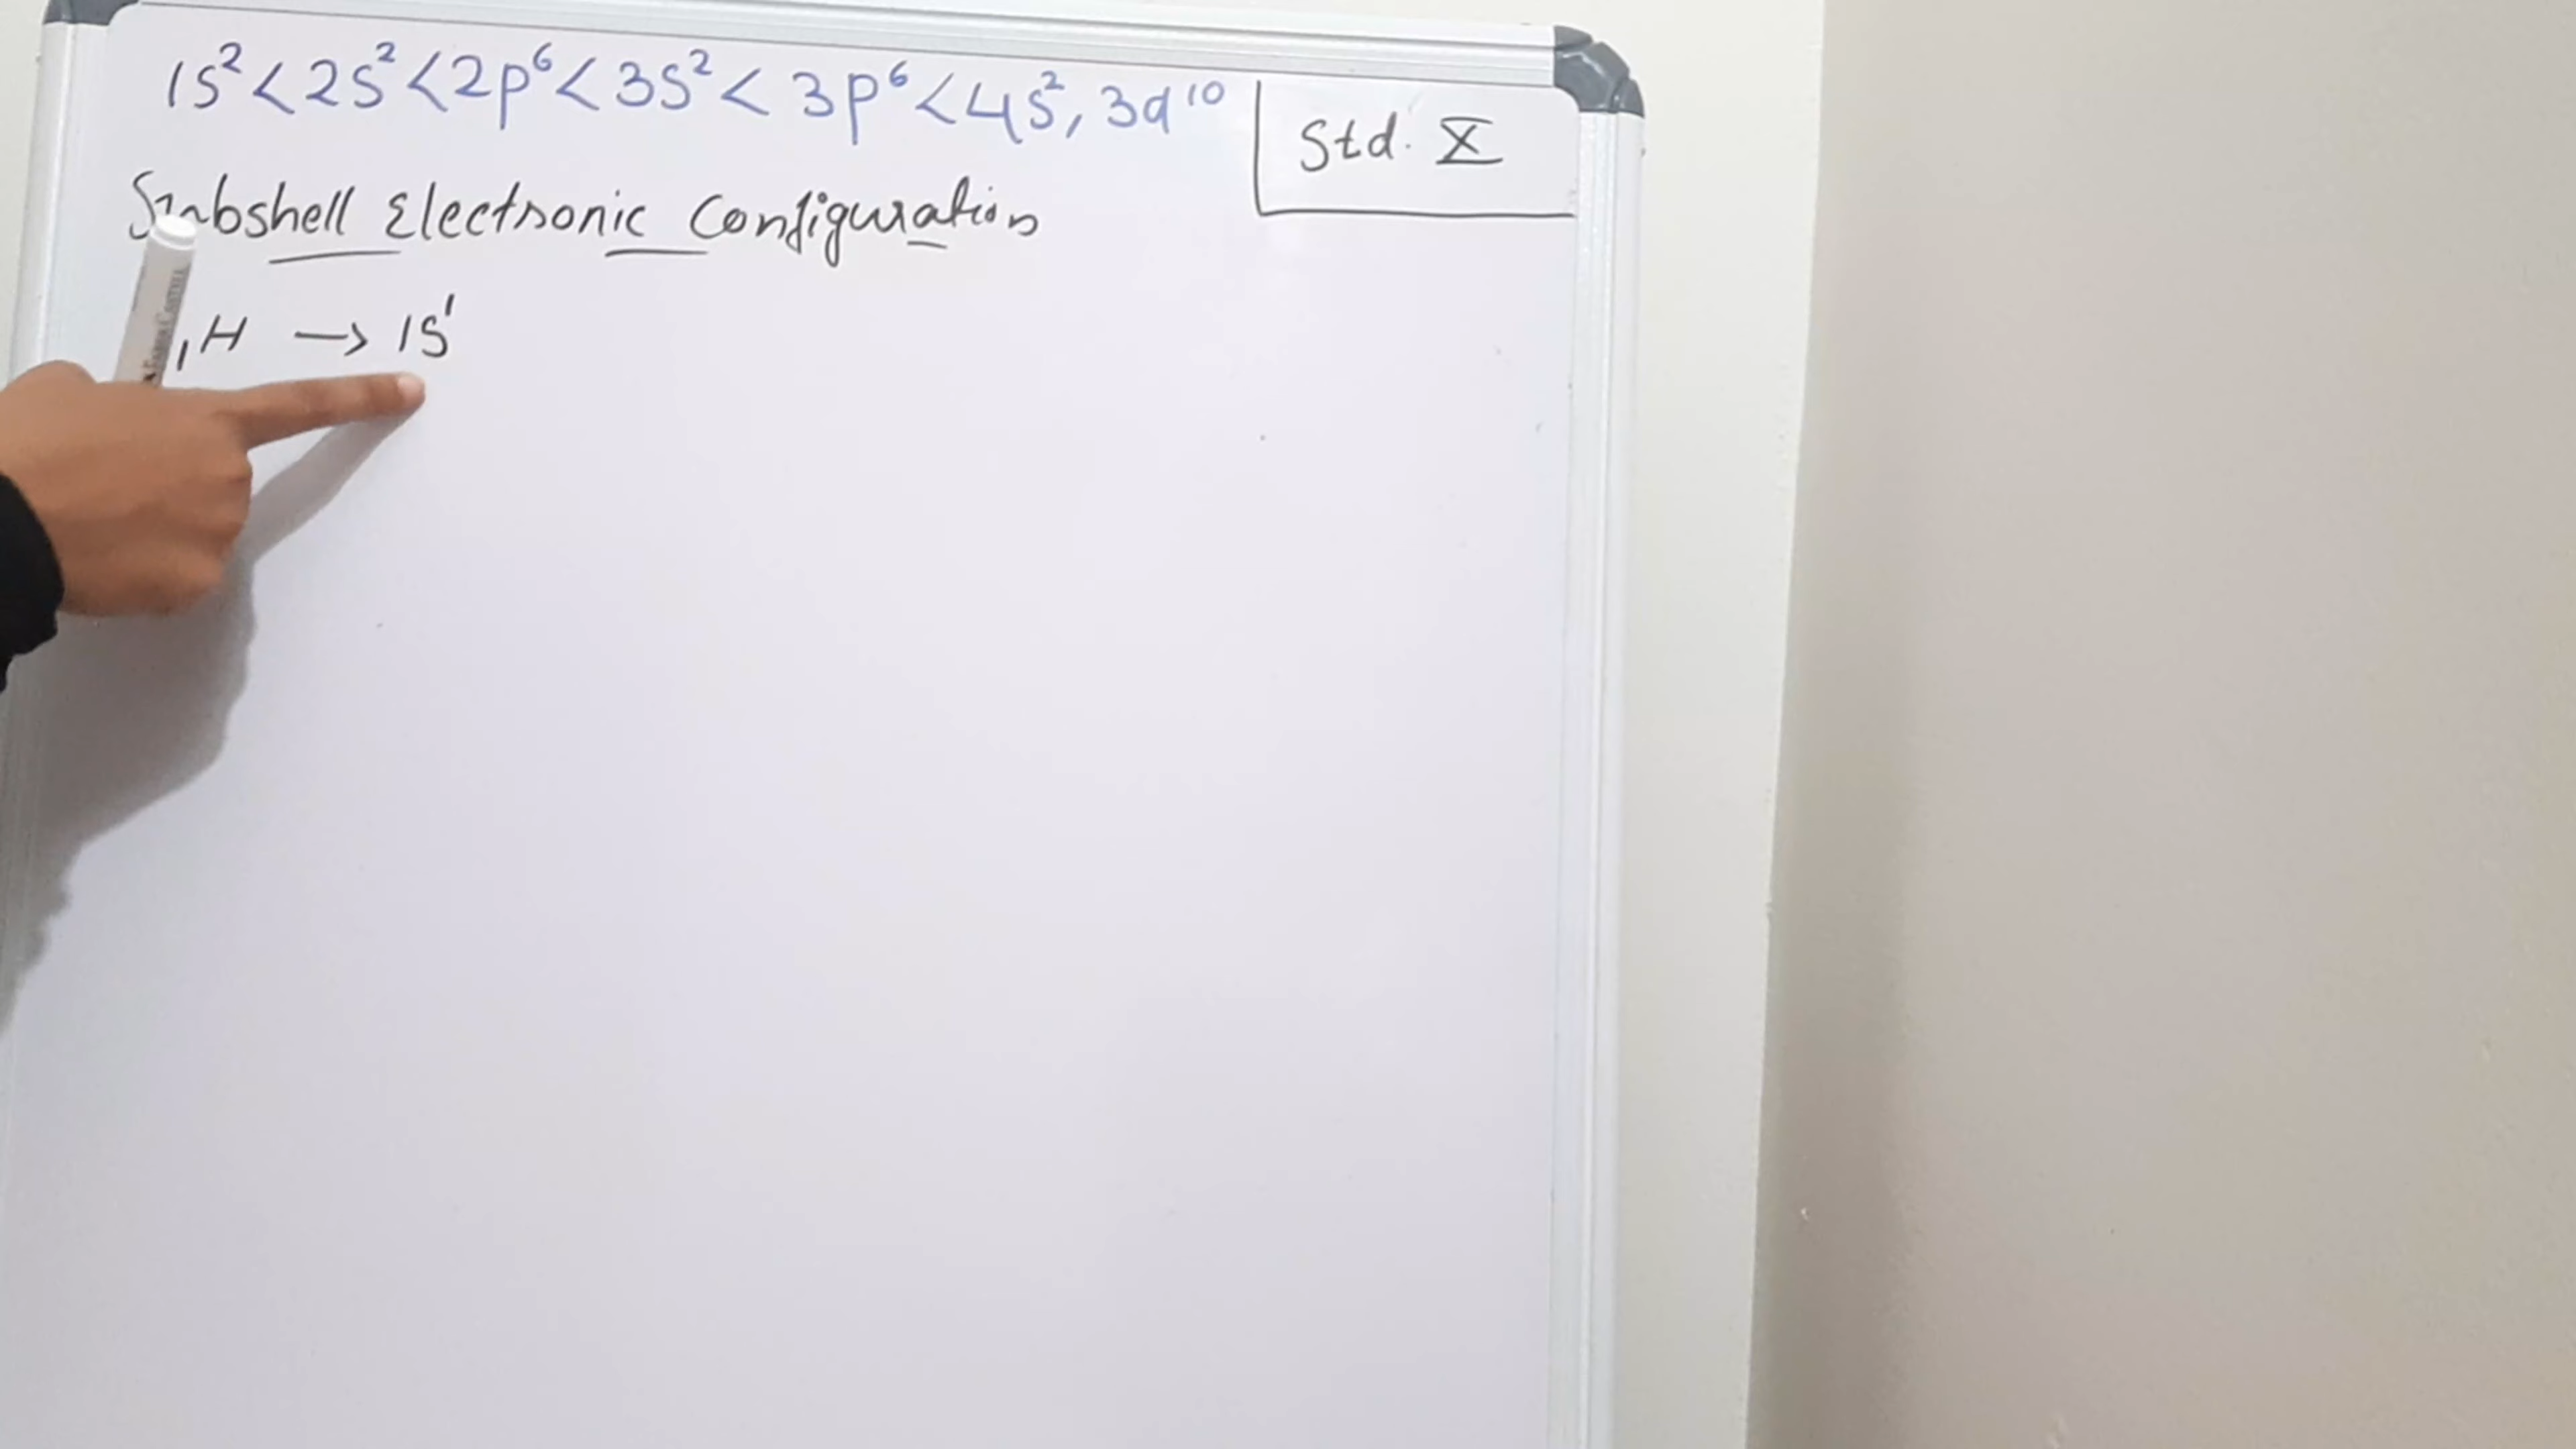 1s² < 2s² < 2p⁶ < 3s² < 3p⁶ < 4s², 3d¹⁰
Std. X
Subshell Electronic Configuration
₁H → 1s¹